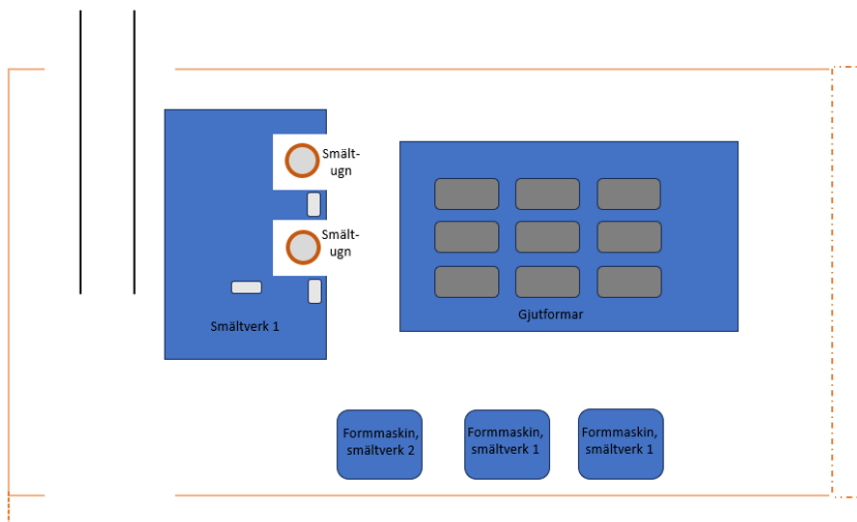 Smält-
ugn
Smält-
ugn
Smältverk 1
Gjutformar
Formmaskin,
smältverk 2
Formmaskin,
smältverk 1
Formmaskin,
smältverk 1